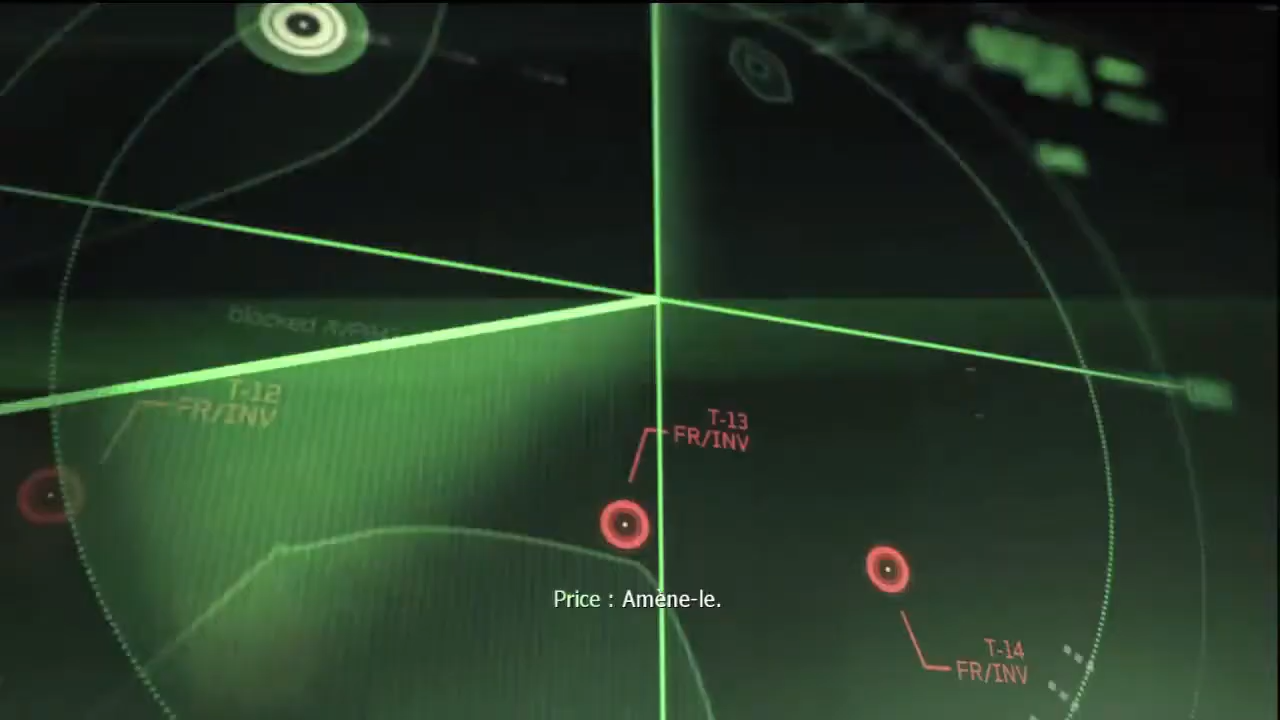 T-12
FR/INV
T-13
FR/INV
Price : Amène-le.
T-14
FR/INV